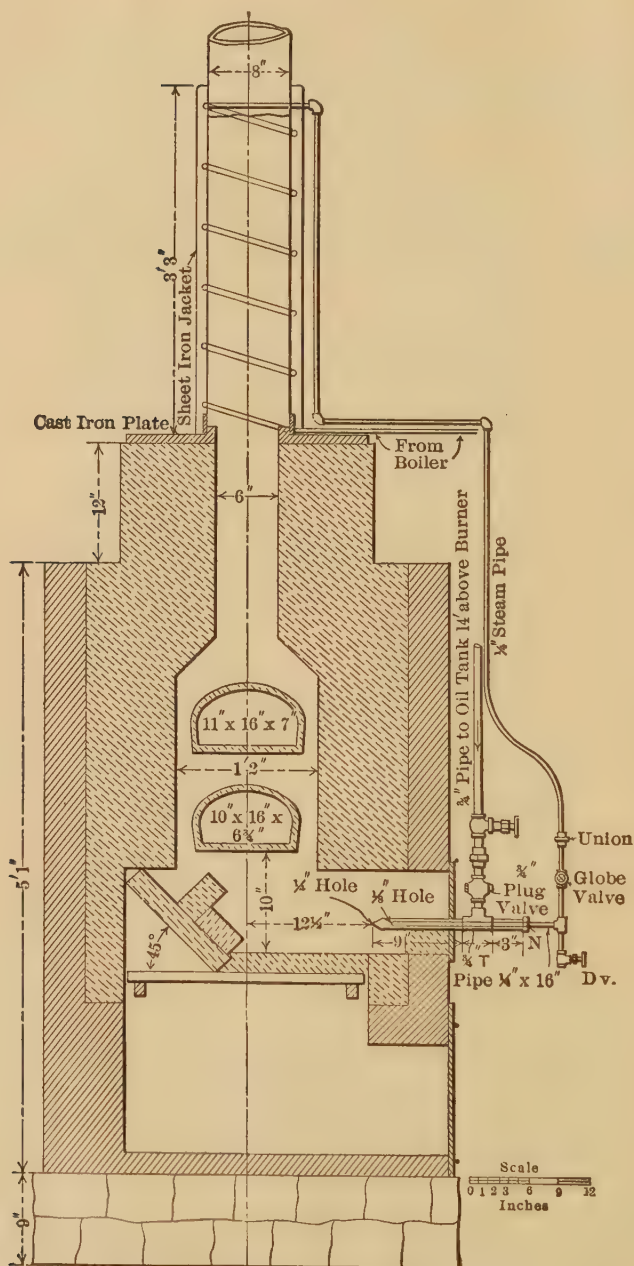 8"
3'3"
Sheet Iron Jacket
Cast Iron Plate
From
Boiler
12"
6"
¾" Pipe to Oil Tank 14' above Burner
¼" Steam Pipe
11" x 16" x 7"
1'2"
10" x 16" x
6¾"
5'1"
Union
Globe
Valve
¾"
Plug
Valve
¼" Hole
⅛" Hole
10"
12½"
45°
9"
¾" T
3"
N
Pipe ¼" x 16"
Dv.
9"
Scale
0 1 2 3 6 9 12
Inches